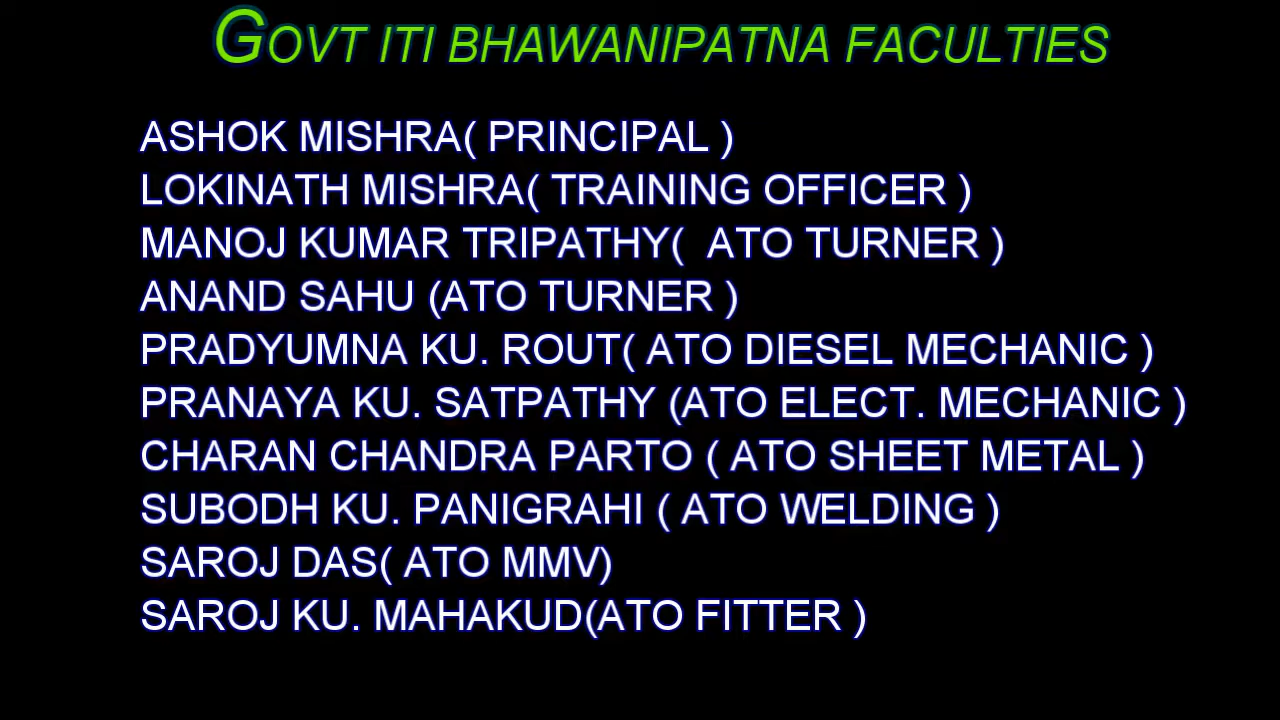 GOVT ITI BHAWANIPATNA FACULTIES
ASHOK MISHRA( PRINCIPAL )
LOKINATH MISHRA( TRAINING OFFICER )
MANOJ KUMAR TRIPATHY(  ATO TURNER )
ANAND SAHU (ATO TURNER )
PRADYUMNA KU. ROUT( ATO DIESEL MECHANIC )
PRANAYA KU. SATPATHY (ATO ELECT. MECHANIC )
CHARAN CHANDRA PARTO ( ATO SHEET METAL )
SUBODH KU. PANIGRAHI ( ATO WELDING )
SAROJ DAS( ATO MMV)
SAROJ KU. MAHAKUD(ATO FITTER )